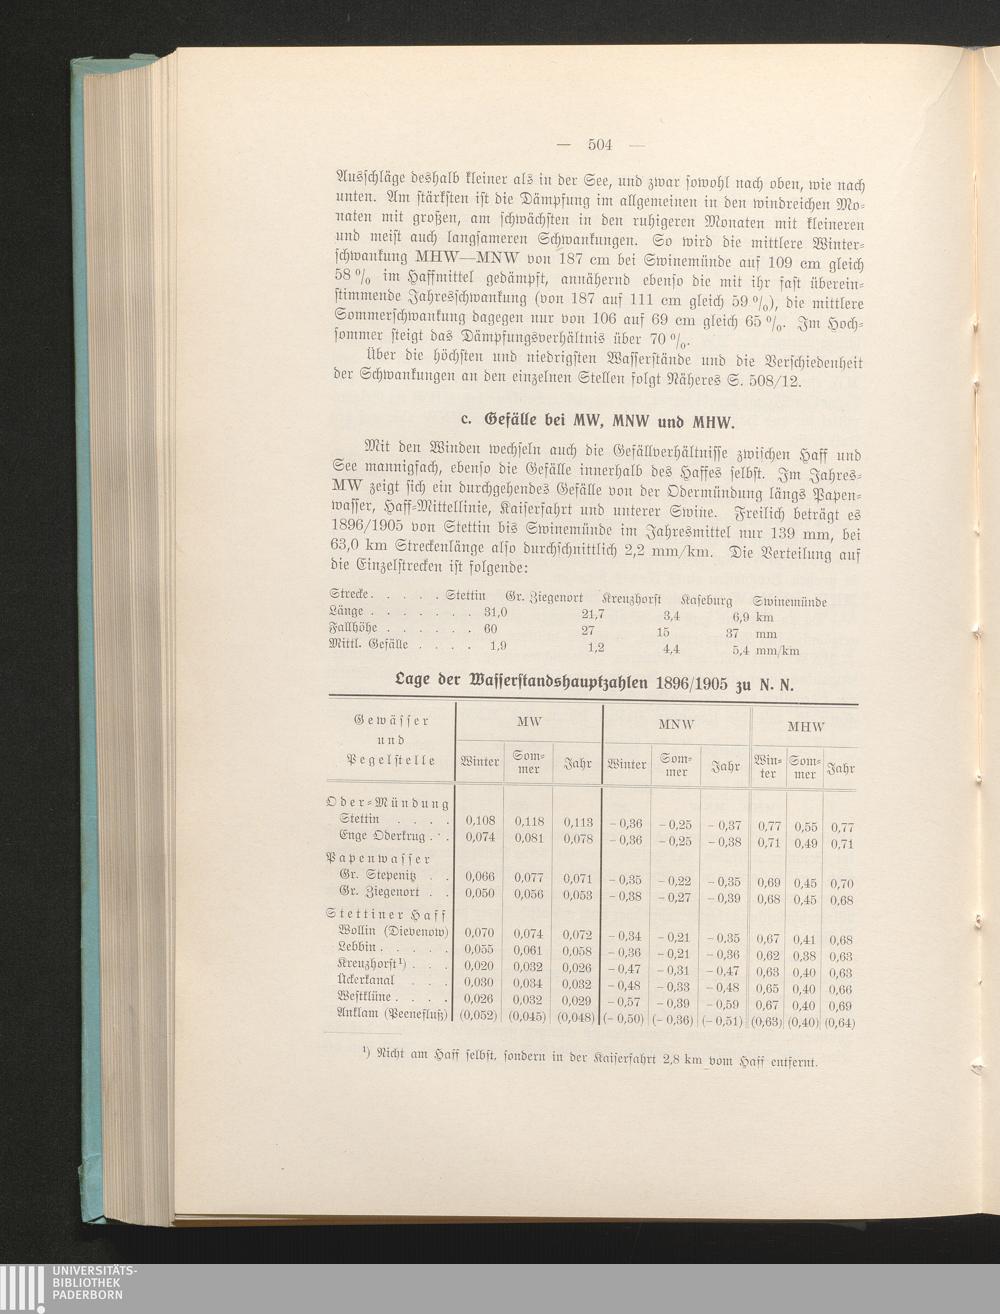 — 504 —
Ausschläge deshalb kleiner als in der See, und zwar sowohl nach oben, wie nach
unten. Am stärksten ist die Dämpfung im allgemeinen in den windreichen Mo-
naten mit großen, am schwächsten in den ruhigeren Monaten mit kleineren
und meist auch langsameren Schwankungen. So wird die mittlere Winter-
schwankung MHW—MNW von 187 cm bei Swinemünde auf 109 cm gleich
58 % im Haffmittel gedämpft, annähernd ebenso die mit ihr fast überein-
stimmende Jahresschwankung (von 187 auf 111 cm gleich 59 %), die mittlere
Sommerschwankung dagegen nur von 106 auf 69 cm gleich 65 %. Im Hoch-
sommer steigt das Dämpfungsverhältnis über 70 %.
Über die höchsten und niedrigsten Wasserstände und die Verschiedenheit
der Schwankungen an den einzelnen Stellen folgt Näheres S. 508/12.
c. Gefälle bei MW, MNW und MHW.
Mit den Winden wechseln auch die Gefällverhältnisse zwischen Haff und
See mannigfach, ebenso die Gefälle innerhalb des Haffes selbst. Im Jahres-
MW zeigt sich ein durchgehendes Gefälle von der Odermündung längs Papen-
wasser, Haff-Mittellinie, Kaiserfahrt und unterer Swine. Freilich beträgt es
1896/1905 von Stettin bis Swinemünde im Jahresmittel nur 139 mm, bei
63,0 km Streckenlänge also durchschnittlich 2,2 mm/km. Die Verteilung auf
die Einzelstrecken ist folgende:
Strecke. . . . . Stettin Gr. Ziegenort Kreuzhorst Kaseburg Swinemünde
Länge . . . . . . . 31,0 21,7 3,4 6,9 km
Fallhöhe . . . . . . 60 27 15 37 mm
Mittl. Gefälle . . . . 1,9 1,2 4,4 5,4 mm/km
Lage der Wasserstandshauptzahlen 1896/1905 zu N. N.
Gewässer und Pegelstelle MW MNW MHW
Winter Som-mer Jahr Winter Som-mer Jahr Win-ter Som-mer Jahr
Oder-Mündung
Stettin . . . . 0,108 0,118 0,113 – 0,36 – 0,25 – 0,37 0,77 0,55 0,77
Enge Oderkrug . . 0,074 0,081 0,078 – 0,36 – 0,25 – 0,38 0,71 0,49 0,71
Papenwasser
Gr. Stepenitz . . 0,066 0,077 0,071 – 0,35 – 0,22 – 0,35 0,69 0,45 0,70
Gr. Ziegenort . . 0,050 0,056 0,053 – 0,38 – 0,27 – 0,39 0,68 0,45 0,68
Stettiner Haff
Wollin (Dievenow) 0,070 0,074 0,072 – 0,34 – 0,21 – 0,35 0,67 0,41 0,68
Lebbin . . . . . 0,055 0,061 0,058 – 0,36 – 0,21 – 0,36 0,62 0,38 0,63
Kreuzhorst¹) . . . 0,020 0,032 0,026 – 0,47 – 0,31 – 0,47 0,63 0,40 0,63
Ückerkanal . . . 0,030 0,034 0,032 – 0,48 – 0,33 – 0,48 0,65 0,40 0,66
Westklüne . . . . 0,026 0,032 0,029 – 0,57 – 0,39 – 0,59 0,67 0,40 0,69
Anklam (Peenefluß) (0,052) (0,045) (0,048) (– 0,50) (– 0,36) (– 0,51) (0,63) (0,40) (0,64)
¹) Nicht am Haff selbst, sondern in der Kaiserfahrt 2,8 km vom Haff entfernt.
UNIVERSITÄTS-
BIBLIOTHEK
PADERBORN